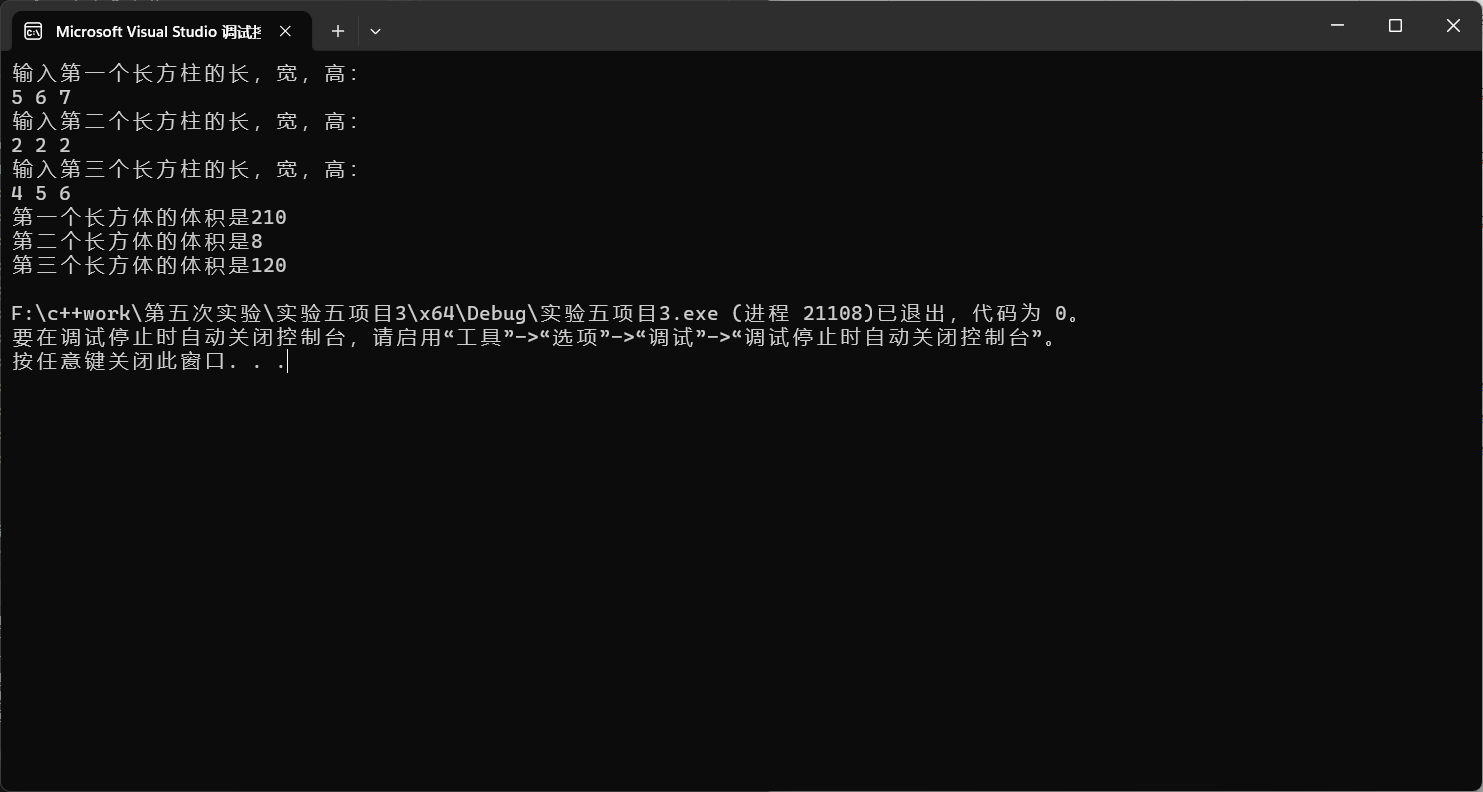 Microsoft Visual Studio 调试
输入第一个长方柱的长，宽，高：
5 6 7
输入第二个长方柱的长，宽，高：
2 2 2
输入第三个长方柱的长，宽，高：
4 5 6
第一个长方体的体积是210
第二个长方体的体积是8
第三个长方体的体积是120
F:\c++work\第五次实验\实验五项目3\x64\Debug\实验五项目3.exe (进程 21108)已退出，代码为 0。
要在调试停止时自动关闭控制台，请启用“工具”->“选项”->“调试”->“调试停止时自动关闭控制台”。
按任意键关闭此窗口. . .